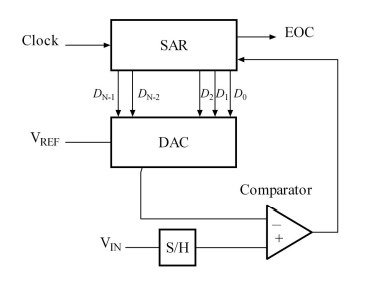 Clock
SAR
EOC
D_{N-1} D_{N-2} D_2 D_1 D_0
V_{REF}
DAC
Comparator
−
+
V_{IN}
S/H